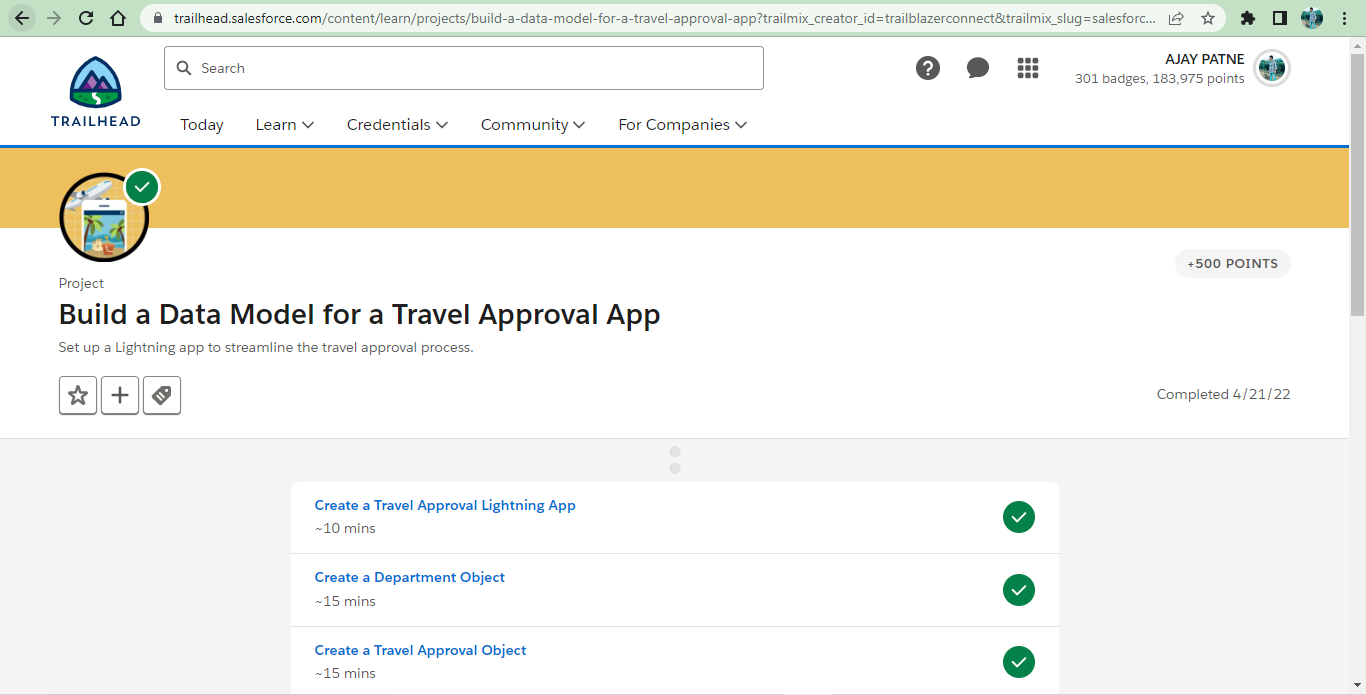 trailhead.salesforce.com/content/learn/projects/build-a-data-model-for-a-travel-approval-app?trailmix_creator_id=trailblazerconnect&trailmix_slug=salesforc...
Search
AJAY PATNE
301 badges, 183,975 points
TRAILHEAD
Today Learn Credentials Community For Companies
+500 POINTS
Project
Build a Data Model for a Travel Approval App
Set up a Lightning app to streamline the travel approval process.
Completed 4/21/22
Create a Travel Approval Lightning App
~10 mins
Create a Department Object
~15 mins
Create a Travel Approval Object
~15 mins